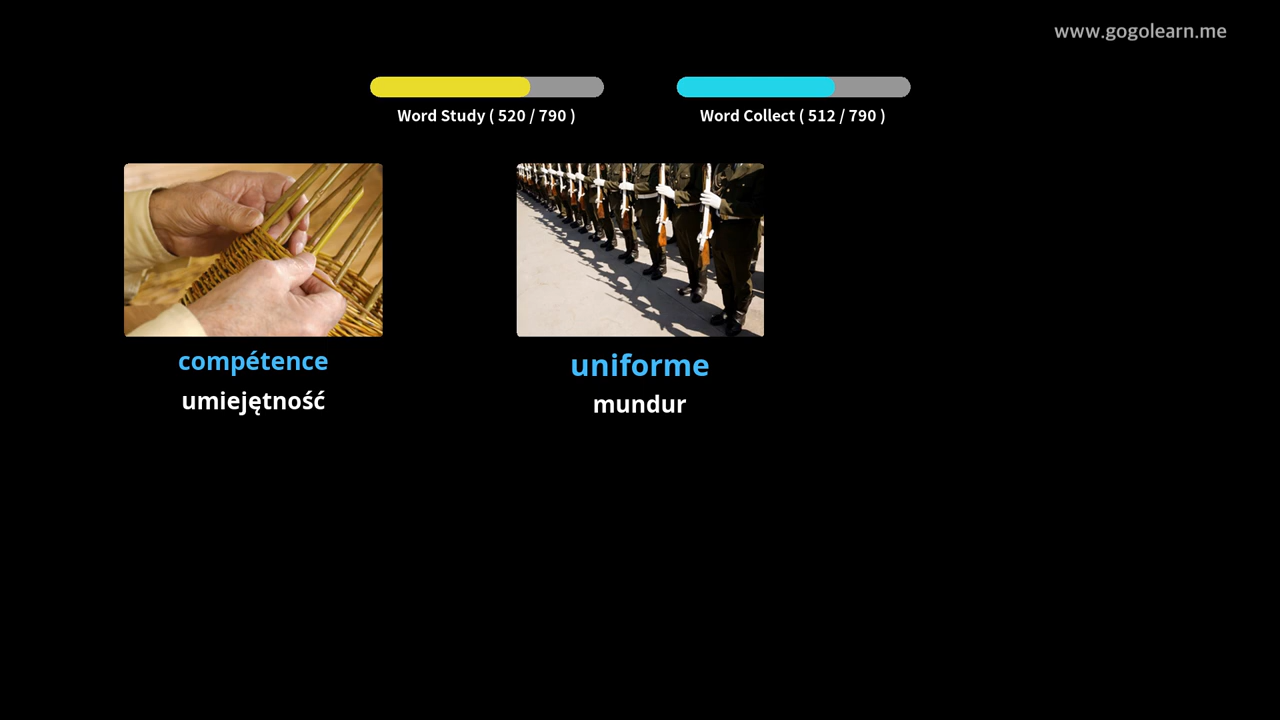 www.gogolearn.me
Word Study ( 520 / 790 )
Word Collect ( 512 / 790 )
compétence
umiejętność
uniforme
mundur